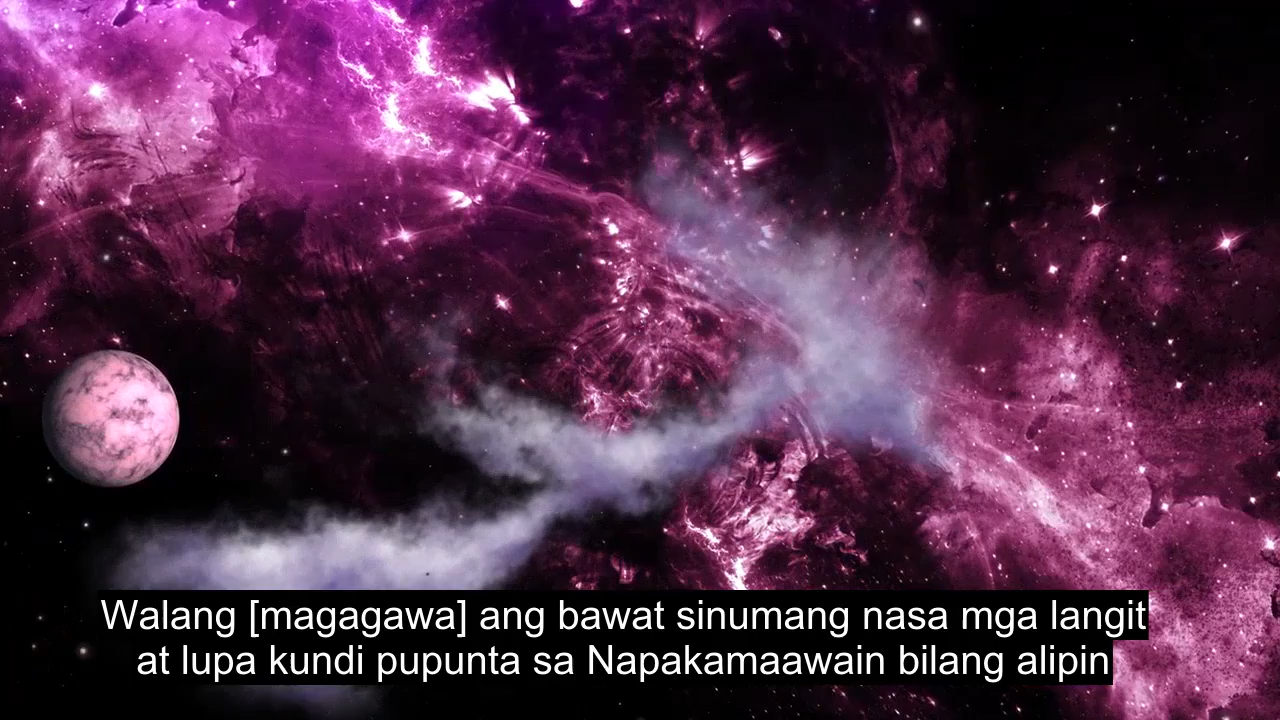 Walang [magagawa] ang bawat sinumang nasa mga langit
at lupa kundi pupunta sa Napakamaawain bilang alipin